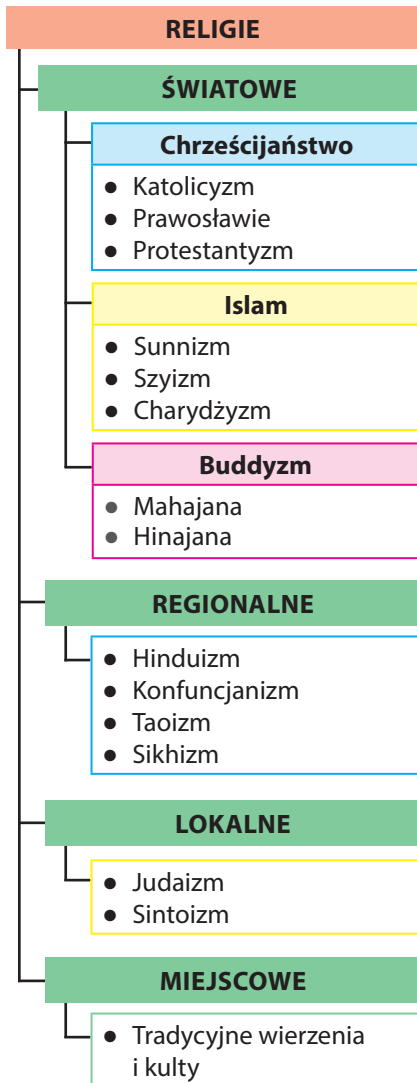 RELIGIE
ŚWIATOWE
Chrześcijaństwo
● Katolicyzm
● Prawosławie
● Protestantyzm
Islam
● Sunnizm
● Szyizm
● Charydżyzm
Buddyzm
● Mahajana
● Hinajana
REGIONALNE
● Hinduizm
● Konfuncjanizm
● Taoizm
● Sikhizm
LOKALNE
● Judaizm
● Sintoizm
MIEJSCOWE
● Tradycyjne wierzenia
i kulty